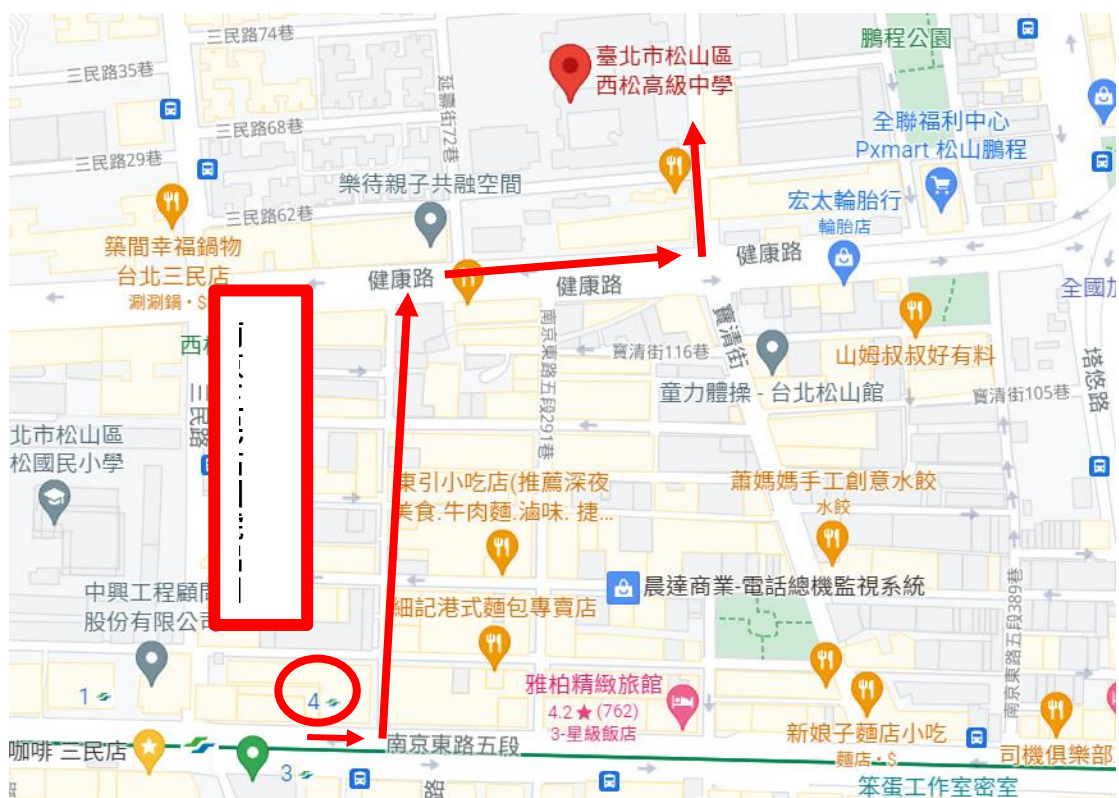 三民路74巷
鵬程公園
臺北市松山區
西松高級中學
三民路35巷
延壽街72巷
三民路68巷
全聯福利中心
Pxmart 松山鵬程
三民路29巷
樂待親子共融空間
宏太輪胎行
輪胎店
三民路62巷
築間幸福鍋物
台北三民店
涮涮鍋・$
健康路
健康路
健康路
全國加
南京東路五段291巷
寶清街
西松
寶清街116巷
山姆叔叔好有料
塔悠路
三民路
童力體操 - 台北松山館
寶清街105巷
北市松山區
松國民小學
東引小吃店(推薦深夜
美食.牛肉麵.滷味. 捷...
蕭媽媽手工創意水餃
水餃
中興工程顧問
股份有限公司
晨達商業-電話總機監視系統
細記港式麵包專賣店
南京東路五段389巷
雅柏精緻旅館
4.2★(762)
3-星級飯店
1
4
新娘子麵店小吃
麵店・$
司機俱樂部
咖啡 三民店
南京東路五段
3
路
笨蛋工作室密室